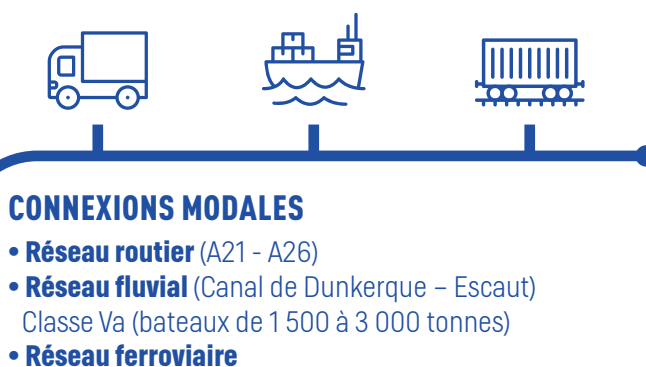 CONNEXIONS MODALES
• Réseau routier (A21 - A26)
• Réseau fluvial (Canal de Dunkerque – Escaut)
Classe Va (bateaux de 1 500 à 3 000 tonnes)
• Réseau ferroviaire